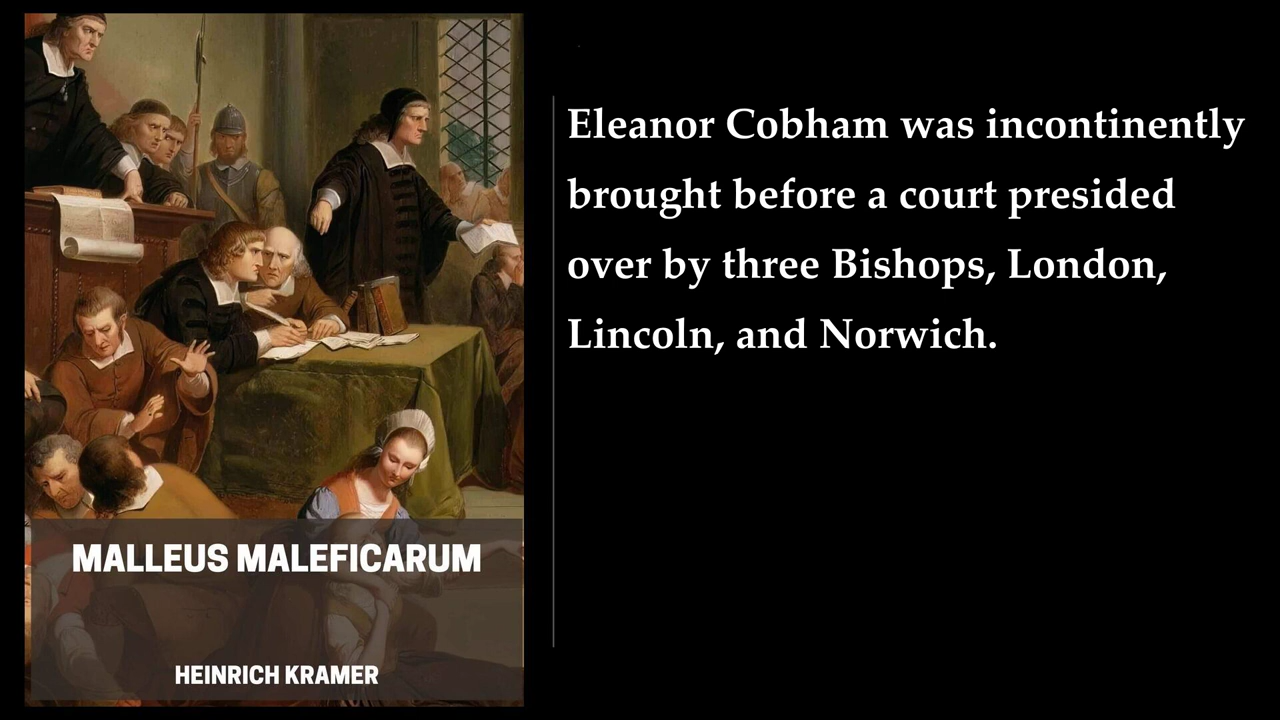 MALLEUS MALEFICARUM
HEINRICH KRAMER
Eleanor Cobham was incontinently
brought before a court presided
over by three Bishops, London,
Lincoln, and Norwich.